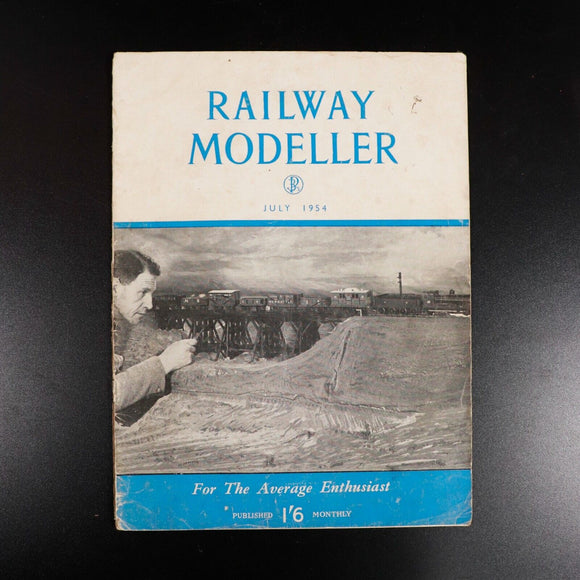 RAILWAY
MODELLER
JULY 1954
For The Average Enthusiast
PUBLISHED 1'6 MONTHLY